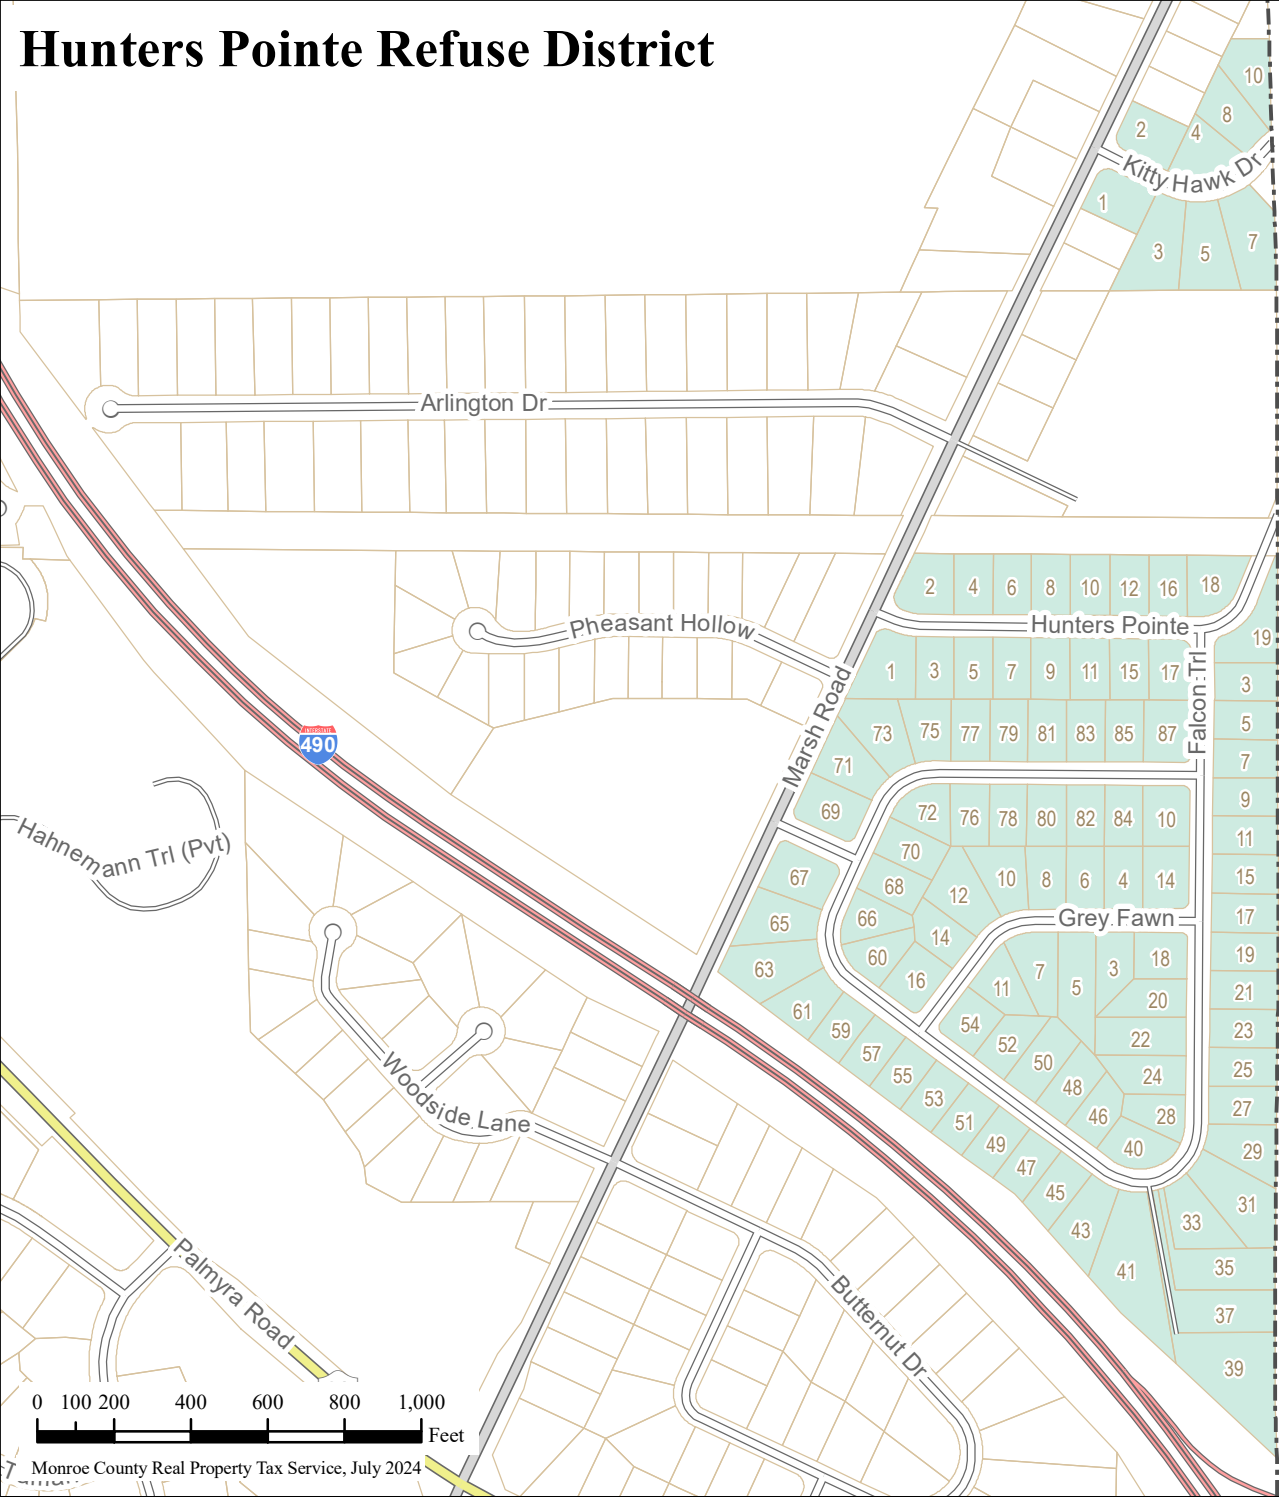 Hunters Pointe Refuse District
10
8
2
4
Kitty Hawk Dr
1
3 5 7
Arlington Dr
2 4 6 8 10 12 16 18
Pheasant Hollow
Hunters Pointe
19
1 3 5 7 9 11 15 17
Falcon Trl
3
Marsh Road
73 75 77 79 81 83 85 87
5
INTERSTATE
490
71
7
69
72 76 78 80 82 84 10
9
Hahnemann Trl (Pvt)
70
11
67
68
12 10 8 6 4 14
15
65
66
14
Grey Fawn
17
63
60
16
11 7 5 3 18
19
20
21
61
59
54
52
22
23
57
50
24
25
55
48
53
46
28
27
51
49
40
29
47
45
31
43
33
41
35
37
39
Woodside Lane
Butternut Dr
Palmyra Road
0 100 200 400 600 800 1,000
Feet
Monroe County Real Property Tax Service, July 2024